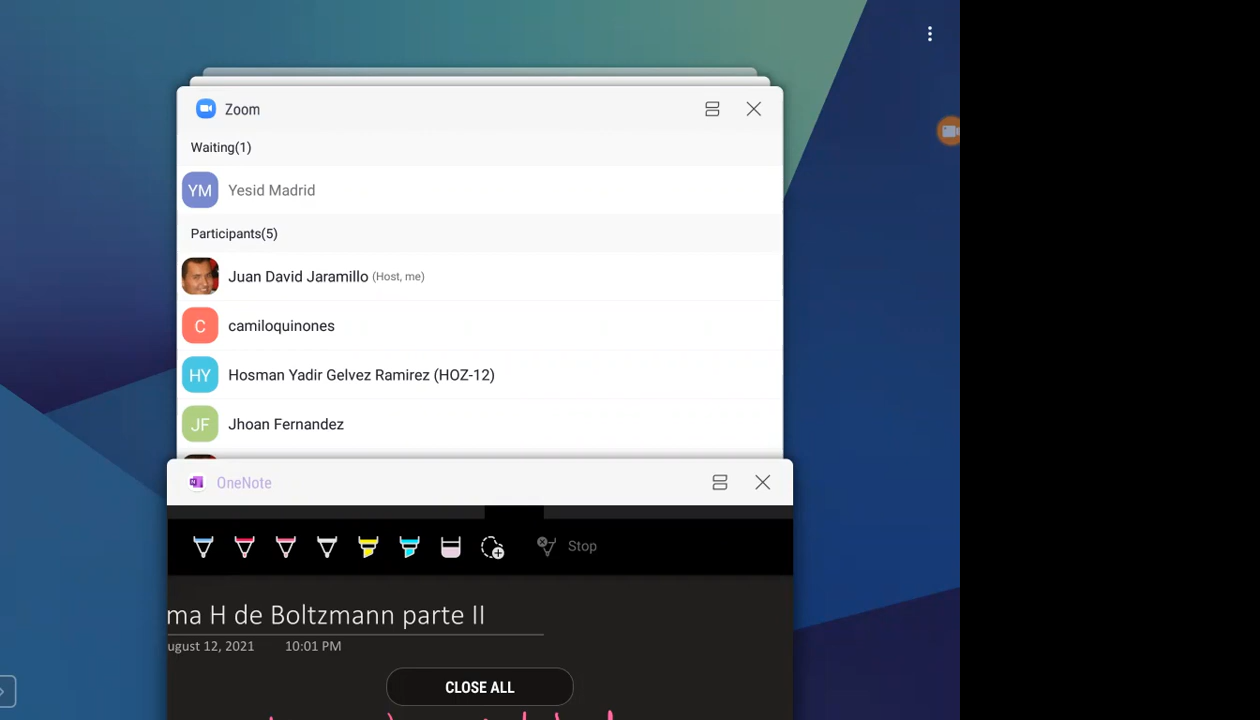 Zoom
Waiting(1)
YM Yesid Madrid
Participants(5)
Juan David Jaramillo (Host, me)
C camiloquinones
HY Hosman Yadir Gelvez Ramirez (HOZ-12)
JF Jhoan Fernandez
OneNote
Stop
ma H de Boltzmann parte II
ugust 12, 2021 10:01 PM
CLOSE ALL